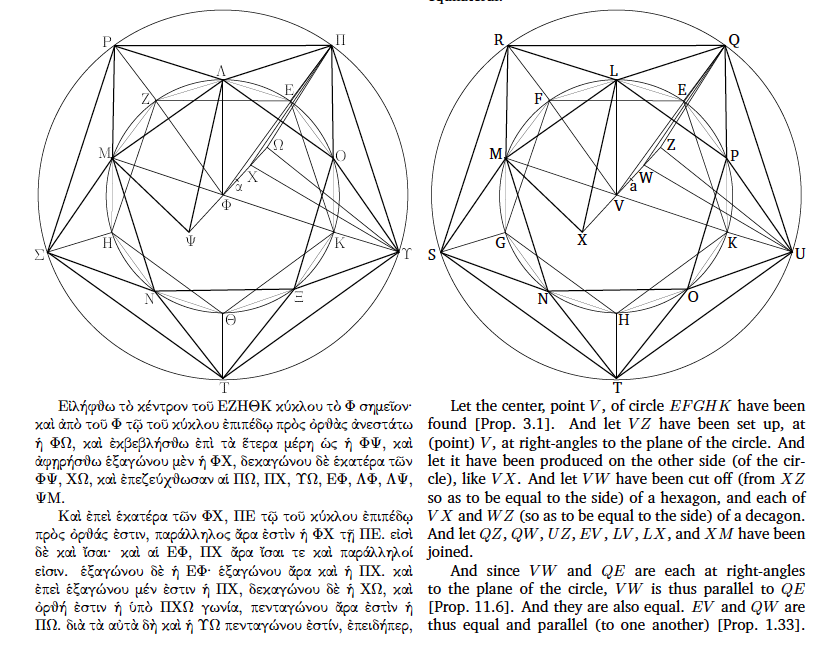 Ρ Π
Λ
Ζ Ε
Μ Ω Ο
Χ
α
Φ
Η Ψ Κ
Σ Υ
Ν Ξ
Θ
Τ
Εἰλήφθω τὸ κέντρον τοῦ ΕΖΗΘΚ κύκλου τὸ Φ σημεῖον·
καὶ ἀπὸ τοῦ Φ τῷ τοῦ κύκλου ἐπιπέδῳ πρὸς ὀρθὰς ἀνεστάτω
ἡ ΦΩ, καὶ ἐκβεβλήσθω ἐπὶ τὰ ἕτερα μέρη ὡς ἡ ΦΨ, καὶ
ἀφῃρήσθω ἑξαγώνου μὲν ἡ ΦΧ, δεκαγώνου δὲ ἑκατέρα τῶν
ΦΨ, ΧΩ, καὶ ἐπεζεύχθωσαν αἱ ΠΩ, ΠΧ, ΥΩ, ΕΦ, ΛΦ, ΛΨ,
ΨΜ.
Καὶ ἐπεὶ ἑκατέρα τῶν ΦΧ, ΠΕ τῷ τοῦ κύκλου ἐπιπέδῳ
πρὸς ὀρθάς ἐστιν, παράλληλος ἄρα ἐστὶν ἡ ΦΧ τῇ ΠΕ. εἰσὶ
δὲ καὶ ἴσαι· καὶ αἱ ΕΦ, ΠΧ ἄρα ἴσαι τε καὶ παράλληλοί
εἰσιν. ἑξαγώνου δὲ ἡ ΕΦ· ἑξαγώνου ἄρα καὶ ἡ ΠΧ. καὶ
ἐπεὶ ἑξαγώνου μέν ἐστιν ἡ ΠΧ, δεκαγώνου δὲ ἡ ΧΩ, καὶ
ὀρθή ἐστιν ἡ ὑπὸ ΠΧΩ γωνία, πενταγώνου ἄρα ἐστὶν ἡ
ΠΩ. διὰ τὰ αὐτὰ δὴ καὶ ἡ ΥΩ πενταγώνου ἐστίν, ἐπειδήπερ,
R Q
L
F E
M Z P
W
a
V
G X K
S U
N O
H
T
Let the center, point V, of circle EFGHK have been
found [Prop. 3.1]. And let VZ have been set up, at
(point) V, at right-angles to the plane of the circle. And
let it have been produced on the other side (of the cir-
cle), like VX. And let VW have been cut off (from XZ
so as to be equal to the side) of a hexagon, and each of
VX and WZ (so as to be equal to the side) of a decagon.
And let QZ, QW, UZ, EV, LV, LX, and XM have been
joined.
And since VW and QE are each at right-angles
to the plane of the circle, VW is thus parallel to QE
[Prop. 11.6]. And they are also equal. EV and QW are
thus equal and parallel (to one another) [Prop. 1.33].